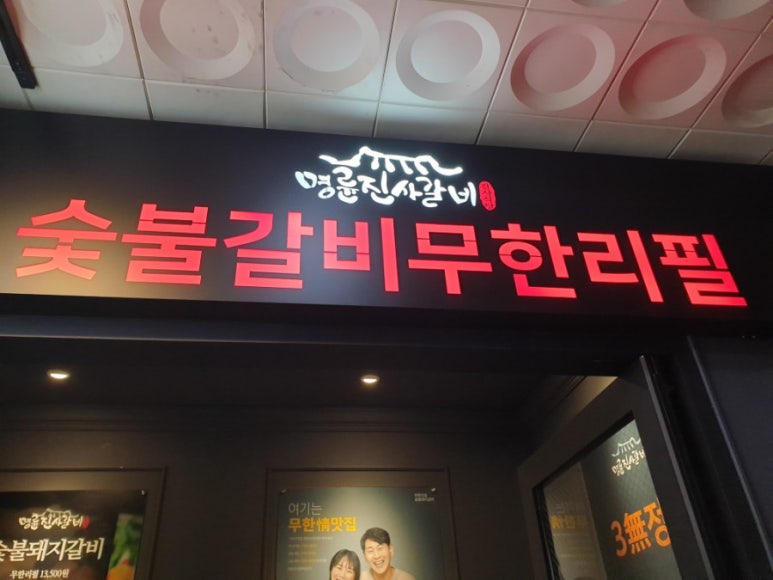 명륜진사갈비
숯불갈비무한리필
명륜진사갈비
숯불돼지갈비
무한리필 13,500원
여기는
무한情맛집
명륜진사갈비
3無정